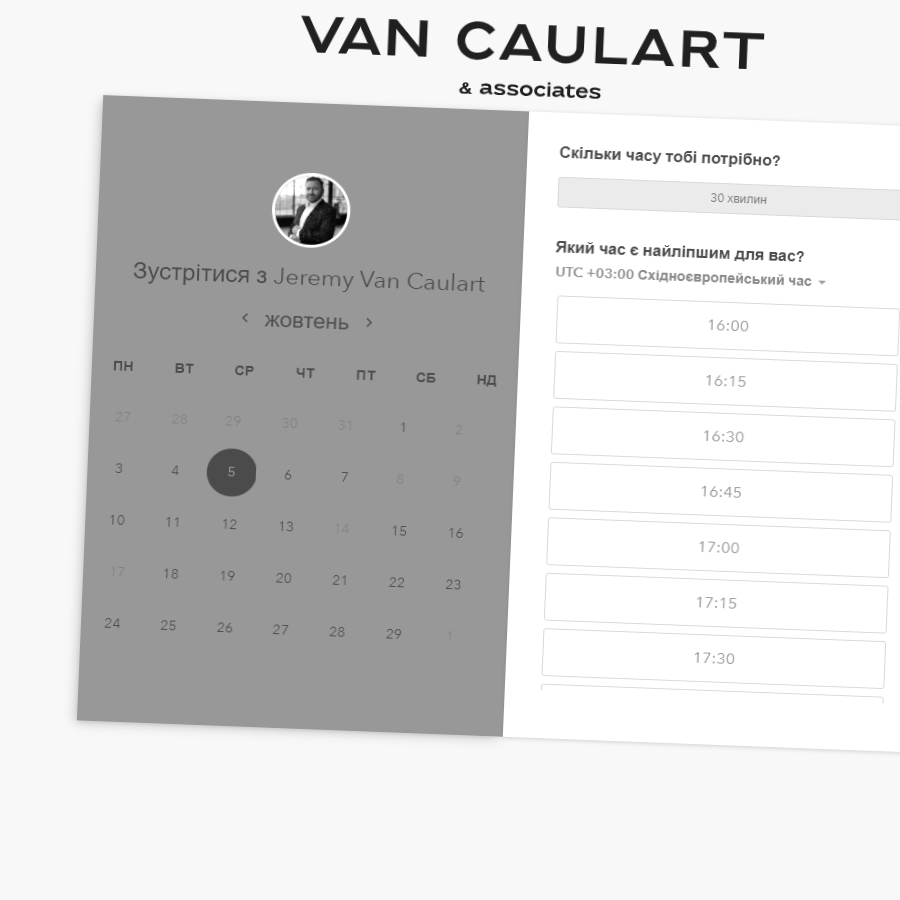 VAN CAULART
& associates
Зустрітися з Jeremy Van Caulart
‹ жовтень ›
ПН ВТ СР ЧТ ПТ СБ НД
27 28 29 30 31 1 2
3 4 5 6 7 8 9
10 11 12 13 14 15 16
17 18 19 20 21 22 23
24 25 26 27 28 29 1
Скільки часу тобі потрібно?
30 хвилин
Який час є найліпшим для вас?
UTC +03:00 Східноєвропейський час
16:00
16:15
16:30
16:45
17:00
17:15
17:30